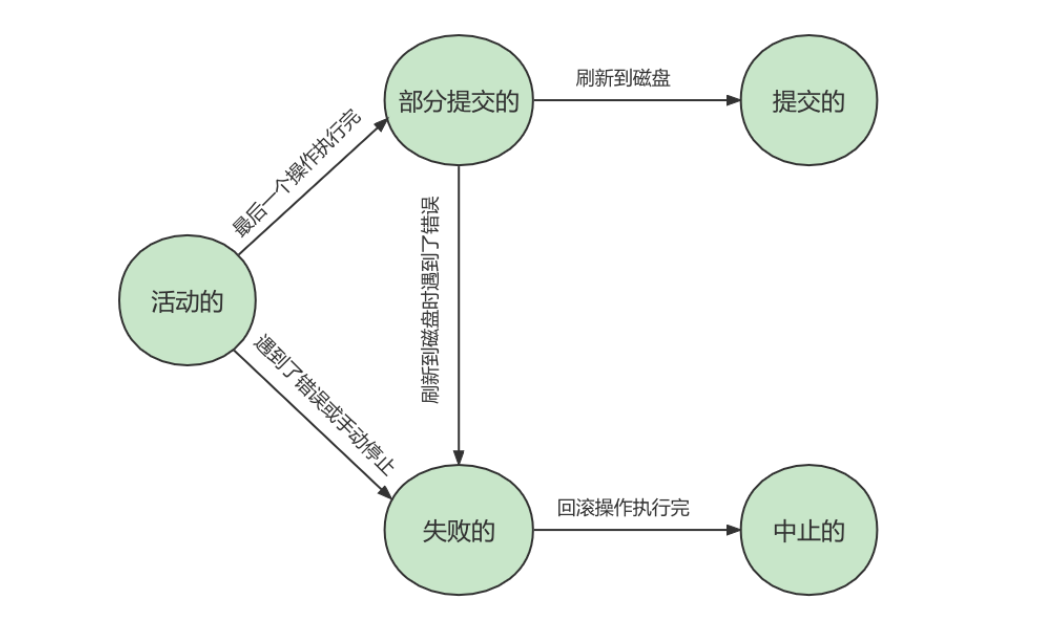 部分提交的
刷新到磁盘
提交的
最后一个操作执行完
刷新到磁盘时遇到了错误
活动的
遇到了错误或手动停止
失败的
回滚操作执行完
中止的